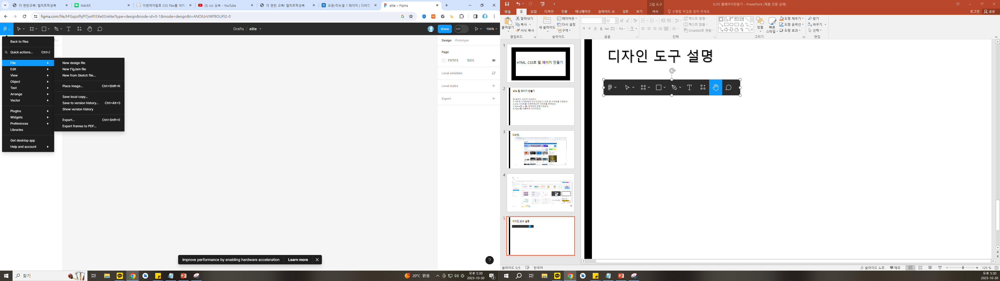 더 편한교복! 엘리트학생복
NAVER
이번에야말로 CSS Flex를 익혀
(5) css 상속 - YouTube
더 편한 교복! 엘리트학생복
오픈/리뉴얼 1 페이지 | 디비컷
elite – Figma
figma.com/file/hFGqzofhjPl7jwtPJ3Xe03/elite?type=design&node-id=0-1&mode=design&t=ANOIUvVWFBOLIPJ2-0
Drafts / elite
Share
100%
Back to files
Quick actions... Ctrl+/
File
Edit
View
Object
Text
Arrange
Vector
Plugins
Widgets
Preferences
Libraries
Get desktop app
Help and account
New design file
New FigJam file
New from Sketch file...
Place image... Ctrl+Shift+K
Save local copy...
Save to version history... Ctrl+Alt+S
Show version history
Export... Ctrl+Shift+E
Export frames to PDF...
Design Prototype
Page
F5F5F5 100%
Local variables
Local styles
Export
Improve performance by enabling hardware acceleration Learn more
찾기
20°C 맑음
오후 5:30
2023-10-30
그림 도구
ELITE 웹페이지만들기 - PowerPoint (제품 인증 실패)
파일 홈 삽입 디자인 전환 애니메이션 슬라이드 쇼 검토 보기 서식 수행할 작업을 알려 주세요.
로그인 공유
붙여넣기
잘라내기
복사
서식 복사
클립보드
새 슬라이드
레이아웃
다시 설정
구역
슬라이드
32
글꼴
텍스트 방향
텍스트 맞춤
SmartArt로 변환
단락
정렬
빠른 스타일
도형 채우기
도형 윤곽선
도형 효과
그리기
찾기
바꾸기
선택
편집
1
HTML, CSS로 웹 페이지 만들기
2
elite 웹 페이지 만들기
웹 페이지 디자인 구상하기
3
디비컷
4
5
디자인 도구 설명
디자인 도구 설명
슬라이드 5/5 한국어
슬라이드 노트 메모
125 %
오후 5:30
2023-10-30